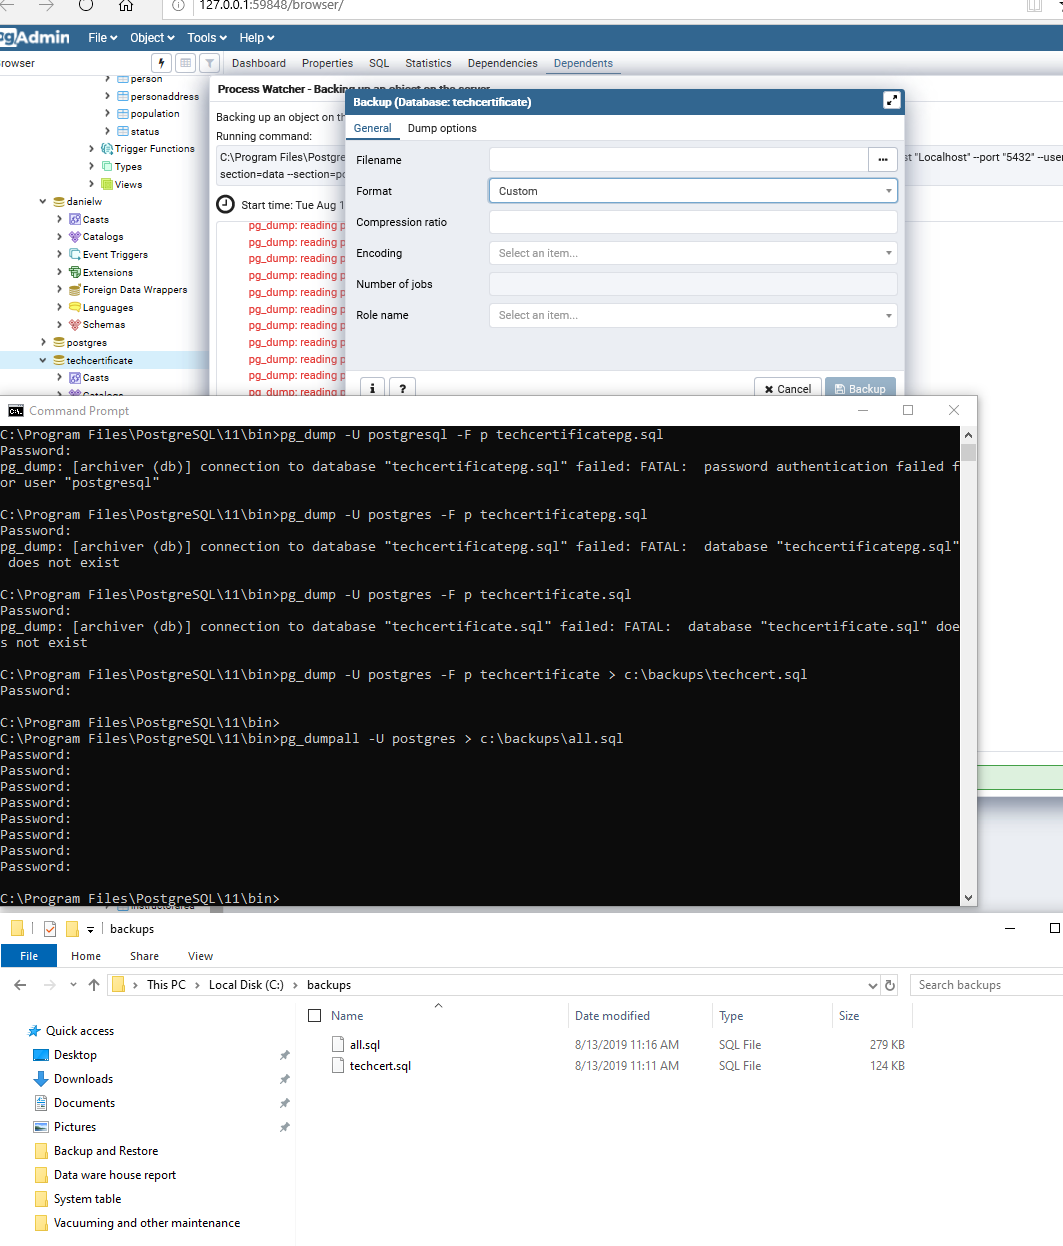 127.0.0.1:59848/browser/
pgAdmin File Object Tools Help
rowser Dashboard Properties SQL Statistics Dependencies Dependents
person
personaddress
population
status
Trigger Functions
Types
Views
danielw
Casts
Catalogs
Event Triggers
Extensions
Foreign Data Wrappers
Languages
Schemas
postgres
techcertificate
Casts
Catalogs
Process Watcher - Backing up an object on the server
Backing up an object on th
Running command:
C:\Program Files\Postgre
st "Localhost" --port "5432" --user
section=data --section=po
Start time: Tue Aug 1
pg_dump: reading p
pg_dump: reading p
pg_dump: reading p
pg_dump: reading p
pg_dump: reading p
pg_dump: reading p
pg_dump: reading p
pg_dump: reading p
pg_dump: reading p
pg_dump: reading p
pg_dump: reading p
Backup (Database: techcertificate)
General Dump options
Filename
Format Custom
Compression ratio
Encoding Select an item...
Number of jobs
Role name Select an item...
i ? Cancel Backup
Command Prompt
C:\Program Files\PostgreSQL\11\bin>pg_dump -U postgresql -F p techcertificatepg.sql
Password:
pg_dump: [archiver (db)] connection to database "techcertificatepg.sql" failed: FATAL:  password authentication failed f
or user "postgresql"
C:\Program Files\PostgreSQL\11\bin>pg_dump -U postgres -F p techcertificatepg.sql
Password:
pg_dump: [archiver (db)] connection to database "techcertificatepg.sql" failed: FATAL:  database "techcertificatepg.sql"
does not exist
C:\Program Files\PostgreSQL\11\bin>pg_dump -U postgres -F p techcertificate.sql
Password:
pg_dump: [archiver (db)] connection to database "techcertificate.sql" failed: FATAL:  database "techcertificate.sql" doe
s not exist
C:\Program Files\PostgreSQL\11\bin>pg_dump -U postgres -F p techcertificate > c:\backups\techcert.sql
Password:
C:\Program Files\PostgreSQL\11\bin>
C:\Program Files\PostgreSQL\11\bin>pg_dumpall -U postgres > c:\backups\all.sql
Password:
Password:
Password:
Password:
Password:
Password:
Password:
Password:
C:\Program Files\PostgreSQL\11\bin>
instructorarea
backups
File Home Share View
This PC > Local Disk (C:) > backups
Search backups
Quick access
Desktop
Downloads
Documents
Pictures
Backup and Restore
Data ware house report
System table
Vacuuming and other maintenance
Name Date modified Type Size
all.sql 8/13/2019 11:16 AM SQL File 279 KB
techcert.sql 8/13/2019 11:11 AM SQL File 124 KB